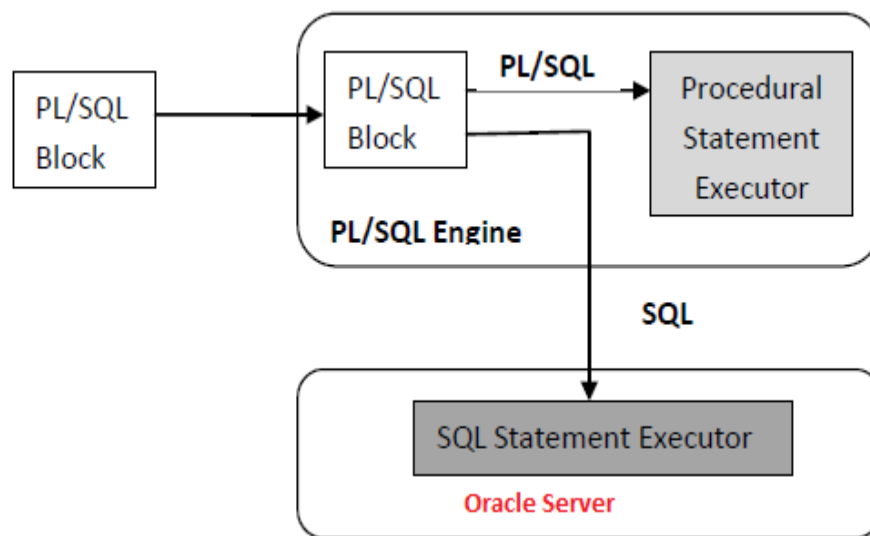 PL/SQL
Block
PL/SQL
Block
PL/SQL
Procedural
Statement
Executor
PL/SQL Engine
SQL
SQL Statement Executor
Oracle Server